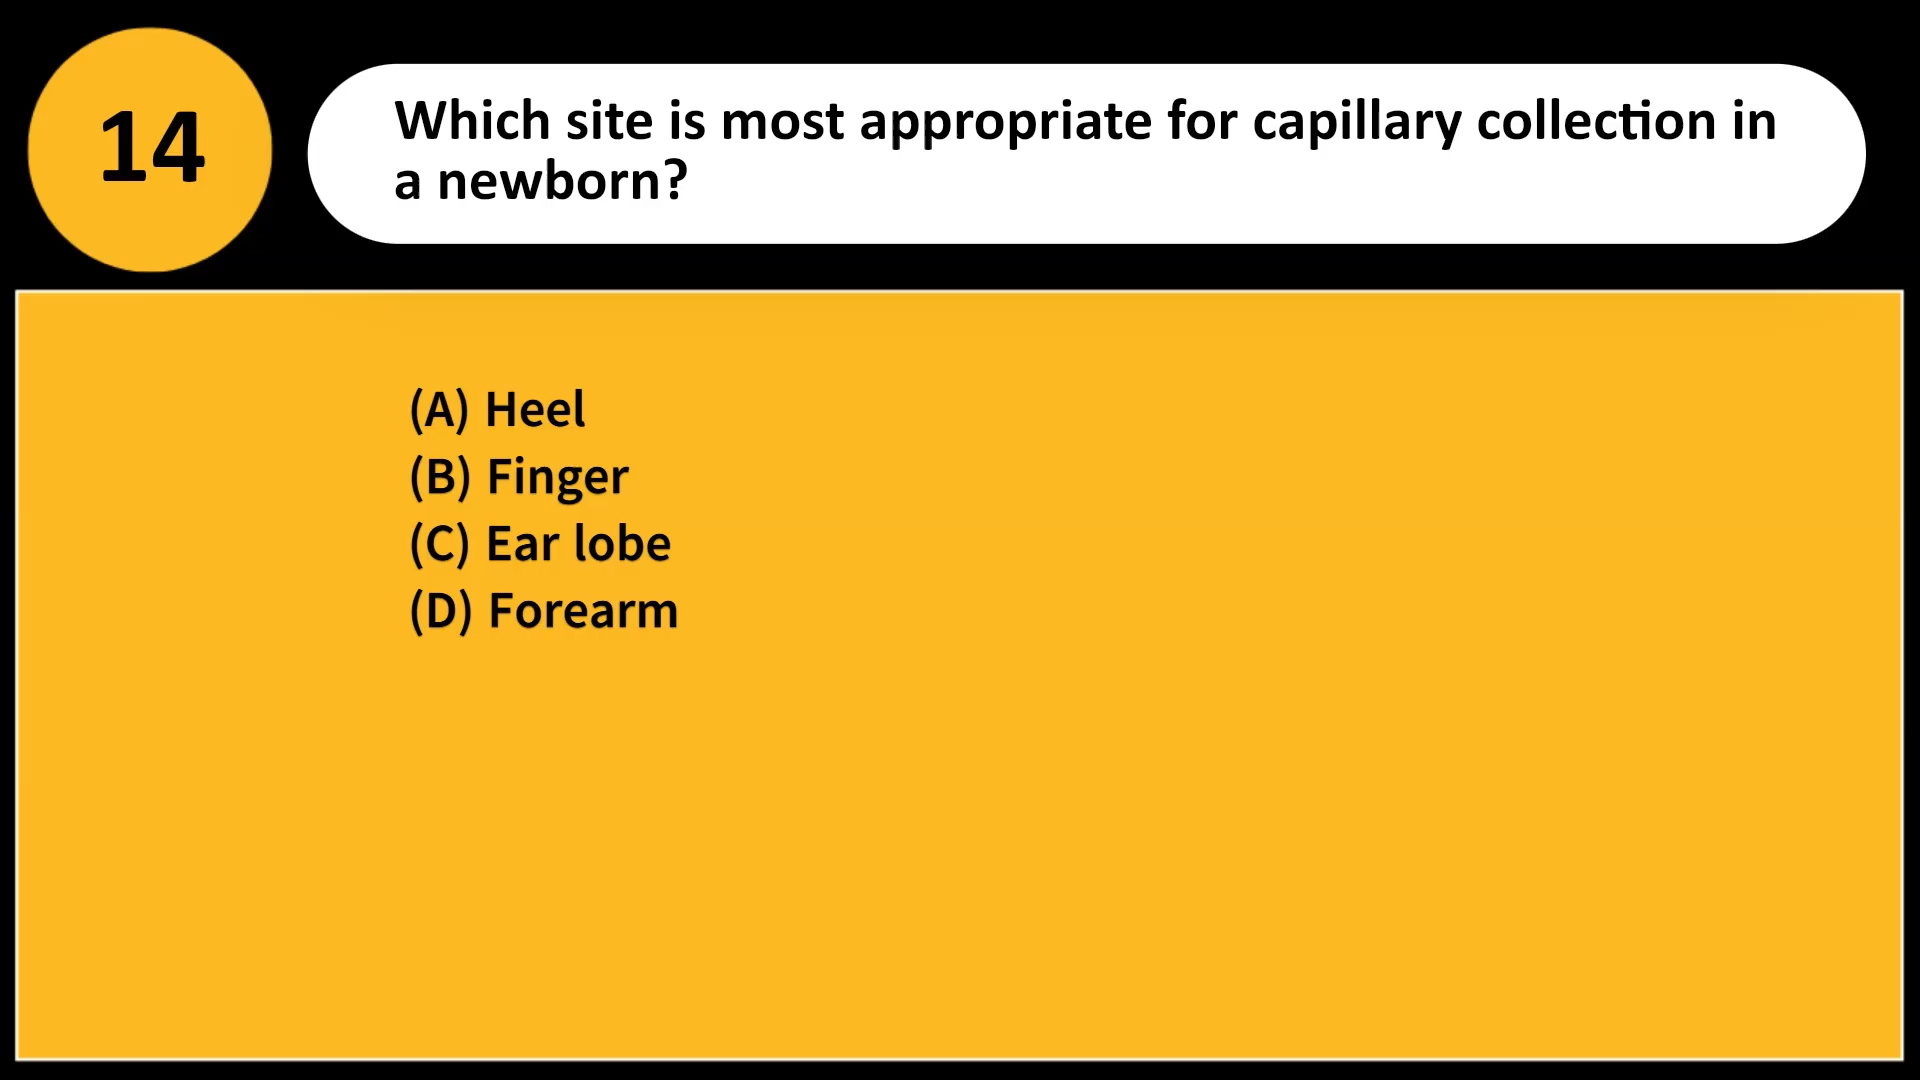 14
Which site is most appropriate for capillary collection in
a newborn?
(A) Heel
(B) Finger
(C) Ear lobe
(D) Forearm